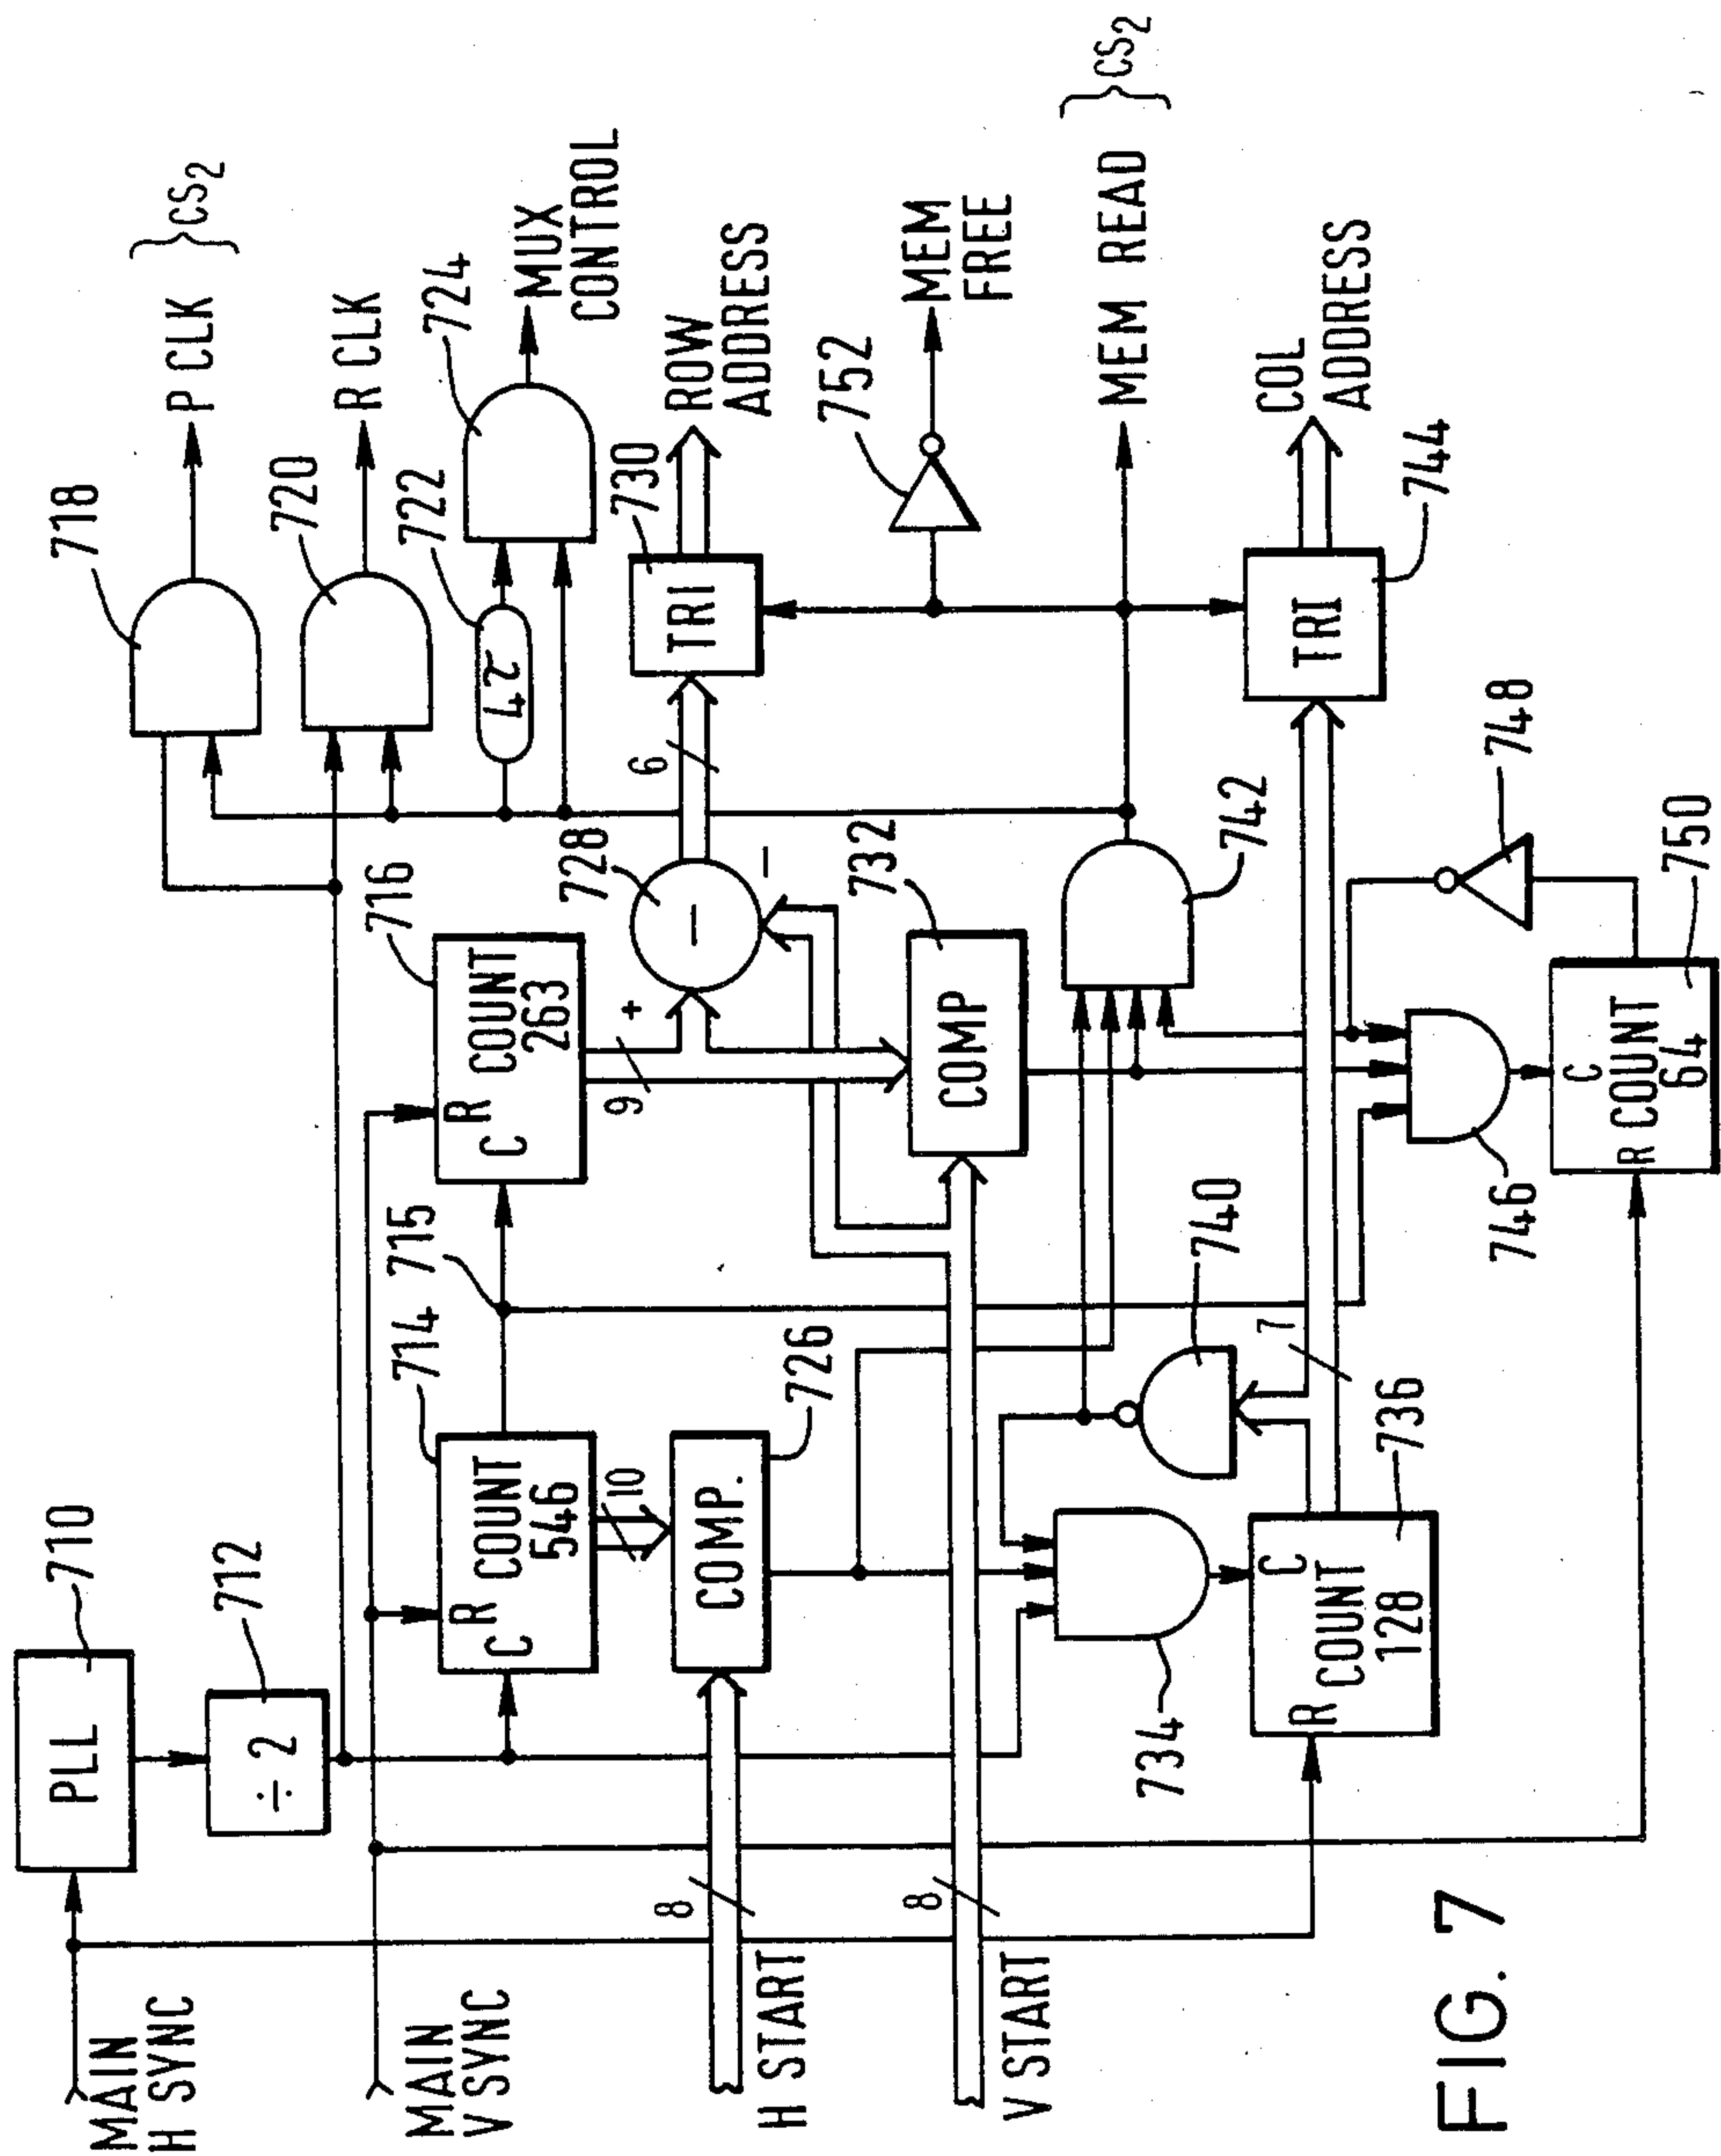 MAIN
H SYNC
PLL
710
÷ 2
712
MAIN
V SYNC
R
C
COUNT
546
714
715
R
C
COUNT
263
716
718
P CLK
CS2
720
R CLK
722
724
MUX
CONTROL
H START
8
10
COMP.
726
9
+
−
728
−
6
TRI
730
ROW
ADDRESS
V START
8
COMP
732
752
MEM
FREE
734
740
742
MEM READ
CS2
R
C
COUNT
128
736
7
TRI
744
COL
ADDRESS
746
748
R
C
COUNT
64
750
FIG. 7